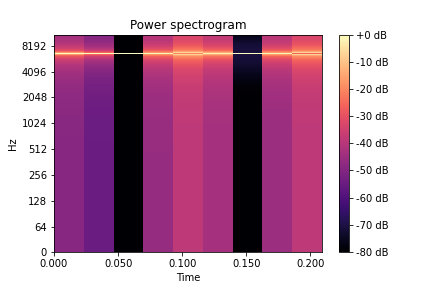 Power spectrogram
Hz
8192
4096
2048
1024
512
256
128
64
0
0.000 0.050 0.100 0.150 0.200
Time
+0 dB
-10 dB
-20 dB
-30 dB
-40 dB
-50 dB
-60 dB
-70 dB
-80 dB